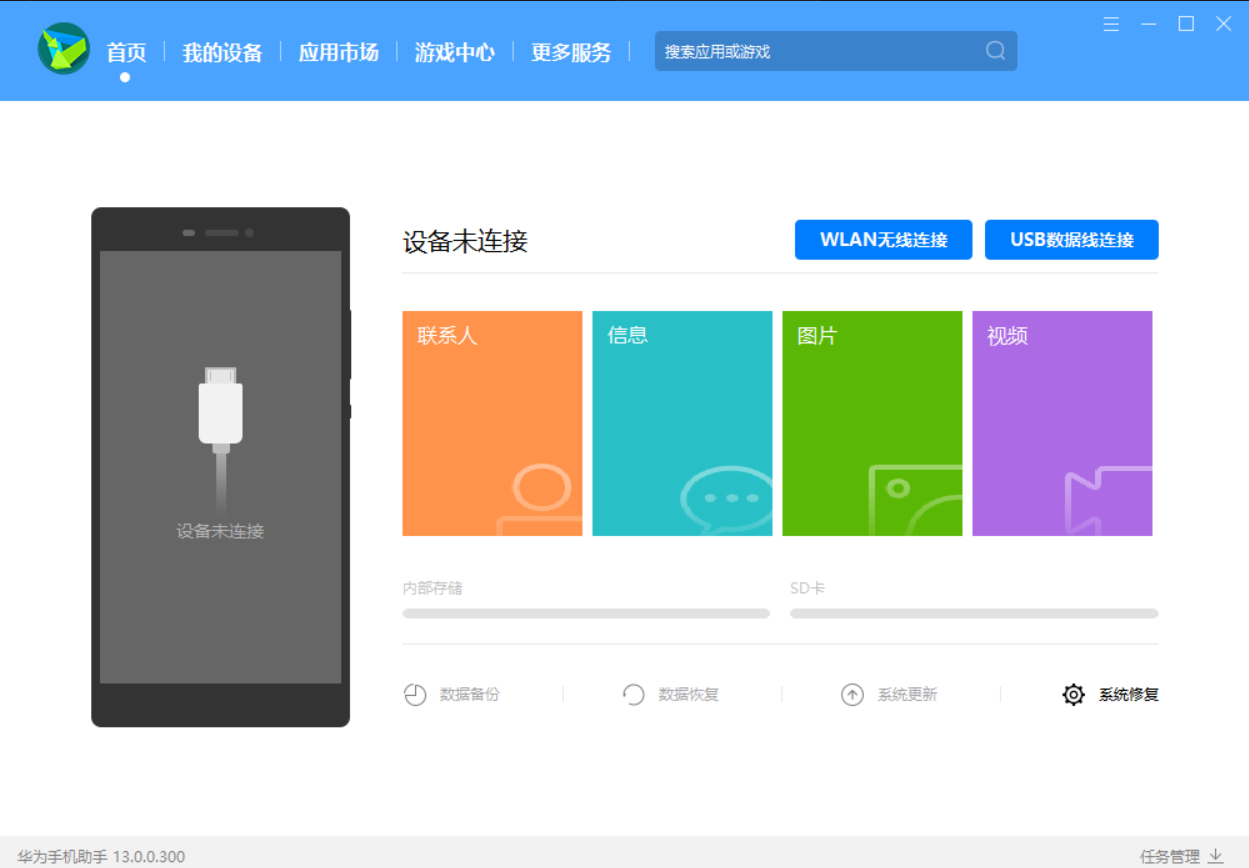 首页 我的设备 应用市场 游戏中心 更多服务 搜索应用或游戏
设备未连接 WLAN无线连接 USB数据线连接
联系人 信息 图片 视频
设备未连接
内部存储 SD卡
数据备份 数据恢复 系统更新 系统修复
华为手机助手 13.0.0.300 任务管理